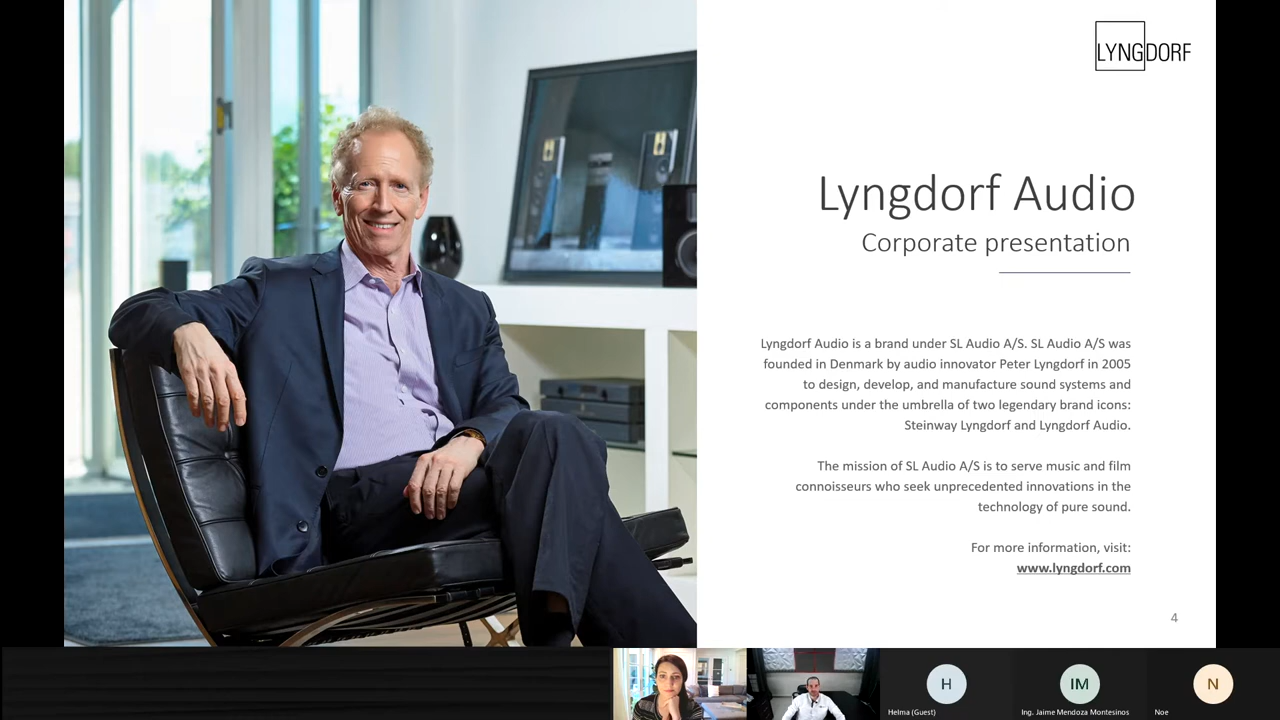 LYNGDORF
Lyngdorf Audio
Corporate presentation
Lyngdorf Audio is a brand under SL Audio A/S. SL Audio A/S was
founded in Denmark by audio innovator Peter Lyngdorf in 2005
to design, develop, and manufacture sound systems and
components under the umbrella of two legendary brand icons:
Steinway Lyngdorf and Lyngdorf Audio.
The mission of SL Audio A/S is to serve music and film
connoisseurs who seek unprecedented innovations in the
technology of pure sound.
For more information, visit:
www.lyngdorf.com
4
H
IM
N
Helma (Guest)
Ing. Jaime Mendoza Montesinos
Noe